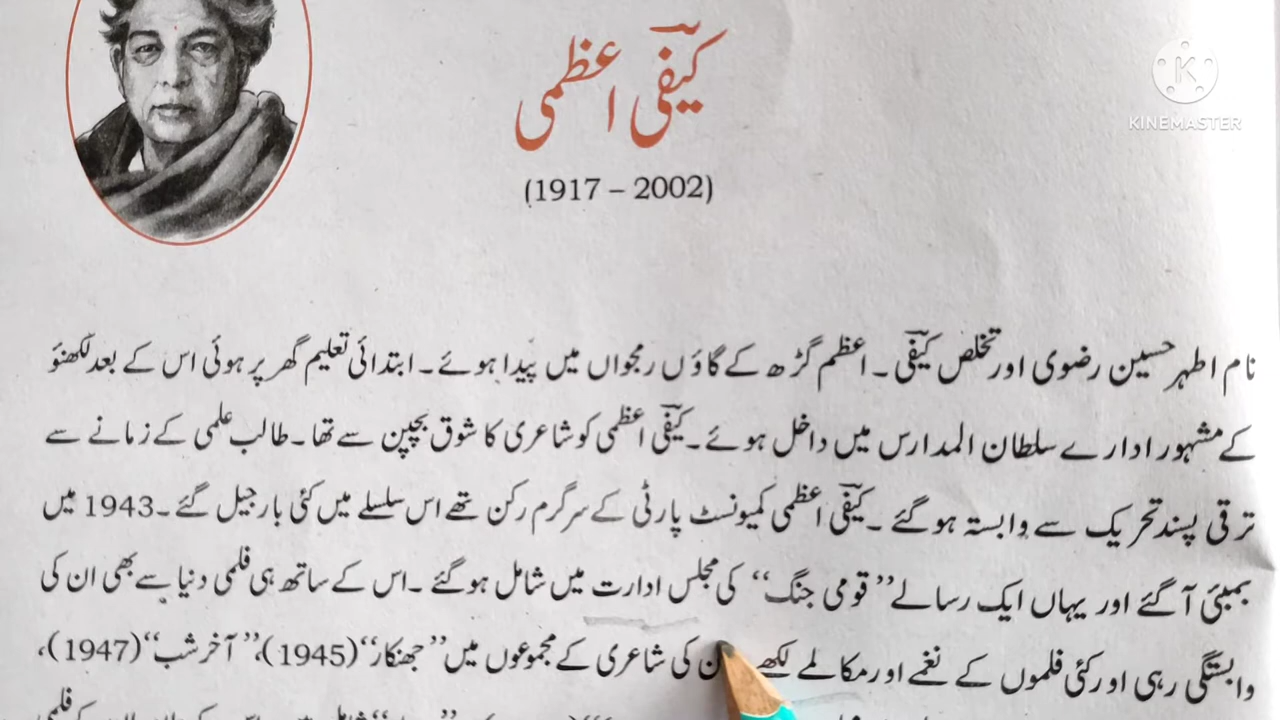 KINEMASTER
کیفی اعظمی
(1917 – 2002)
نام اطہر حسین رضوی اور تخلص کیفی ۔ اعظم گڑھ کے گاؤں رمجواں میں پیدا ہوئے ۔ ابتدائی تعلیم گھر پر ہوئی اس کے بعد لکھنؤ
کے مشہور ادارے سلطان المدارس میں داخل ہوئے ۔ کیفی اعظمی کو شاعری کا شوق بچپن سے تھا ۔ طالب علمی کے زمانے سے
ترقی پسند تحریک سے وابستہ ہوگئے ۔ کیفی اعظمی کمیونسٹ پارٹی کے سرگرم رکن تھے اس سلسلے میں کئی بار جیل گئے ۔ 1943 میں
بمبئی آگئے اور یہاں ایک رسالے ’’قومی جنگ‘‘ کی مجلس ادارت میں شامل ہوگئے ۔ اس کے ساتھ ہی فلمی دنیا سے بھی ان کی
وابستگی رہی اور کئی فلموں کے نغمے اور مکالمے لکھے کی شاعری کے مجموعوں میں ’’جھنکار‘‘ (1945)، ’’آخر شب‘‘ (1947)،